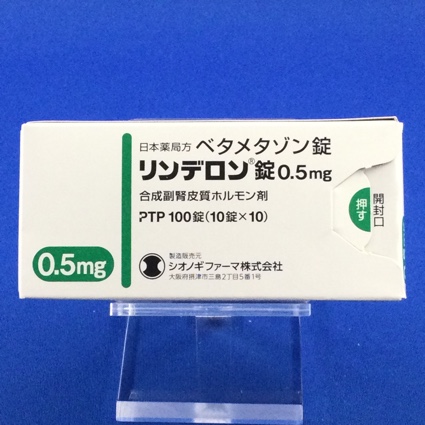 日本薬局方 ベタメタゾン錠
リンデロン®錠0.5mg
合成副腎皮質ホルモン剤
PTP 100錠(10錠×10)
開封口
押す
0.5mg
製造販売元
シオノギファーマ株式会社
大阪府摂津市三島2丁目5番1号